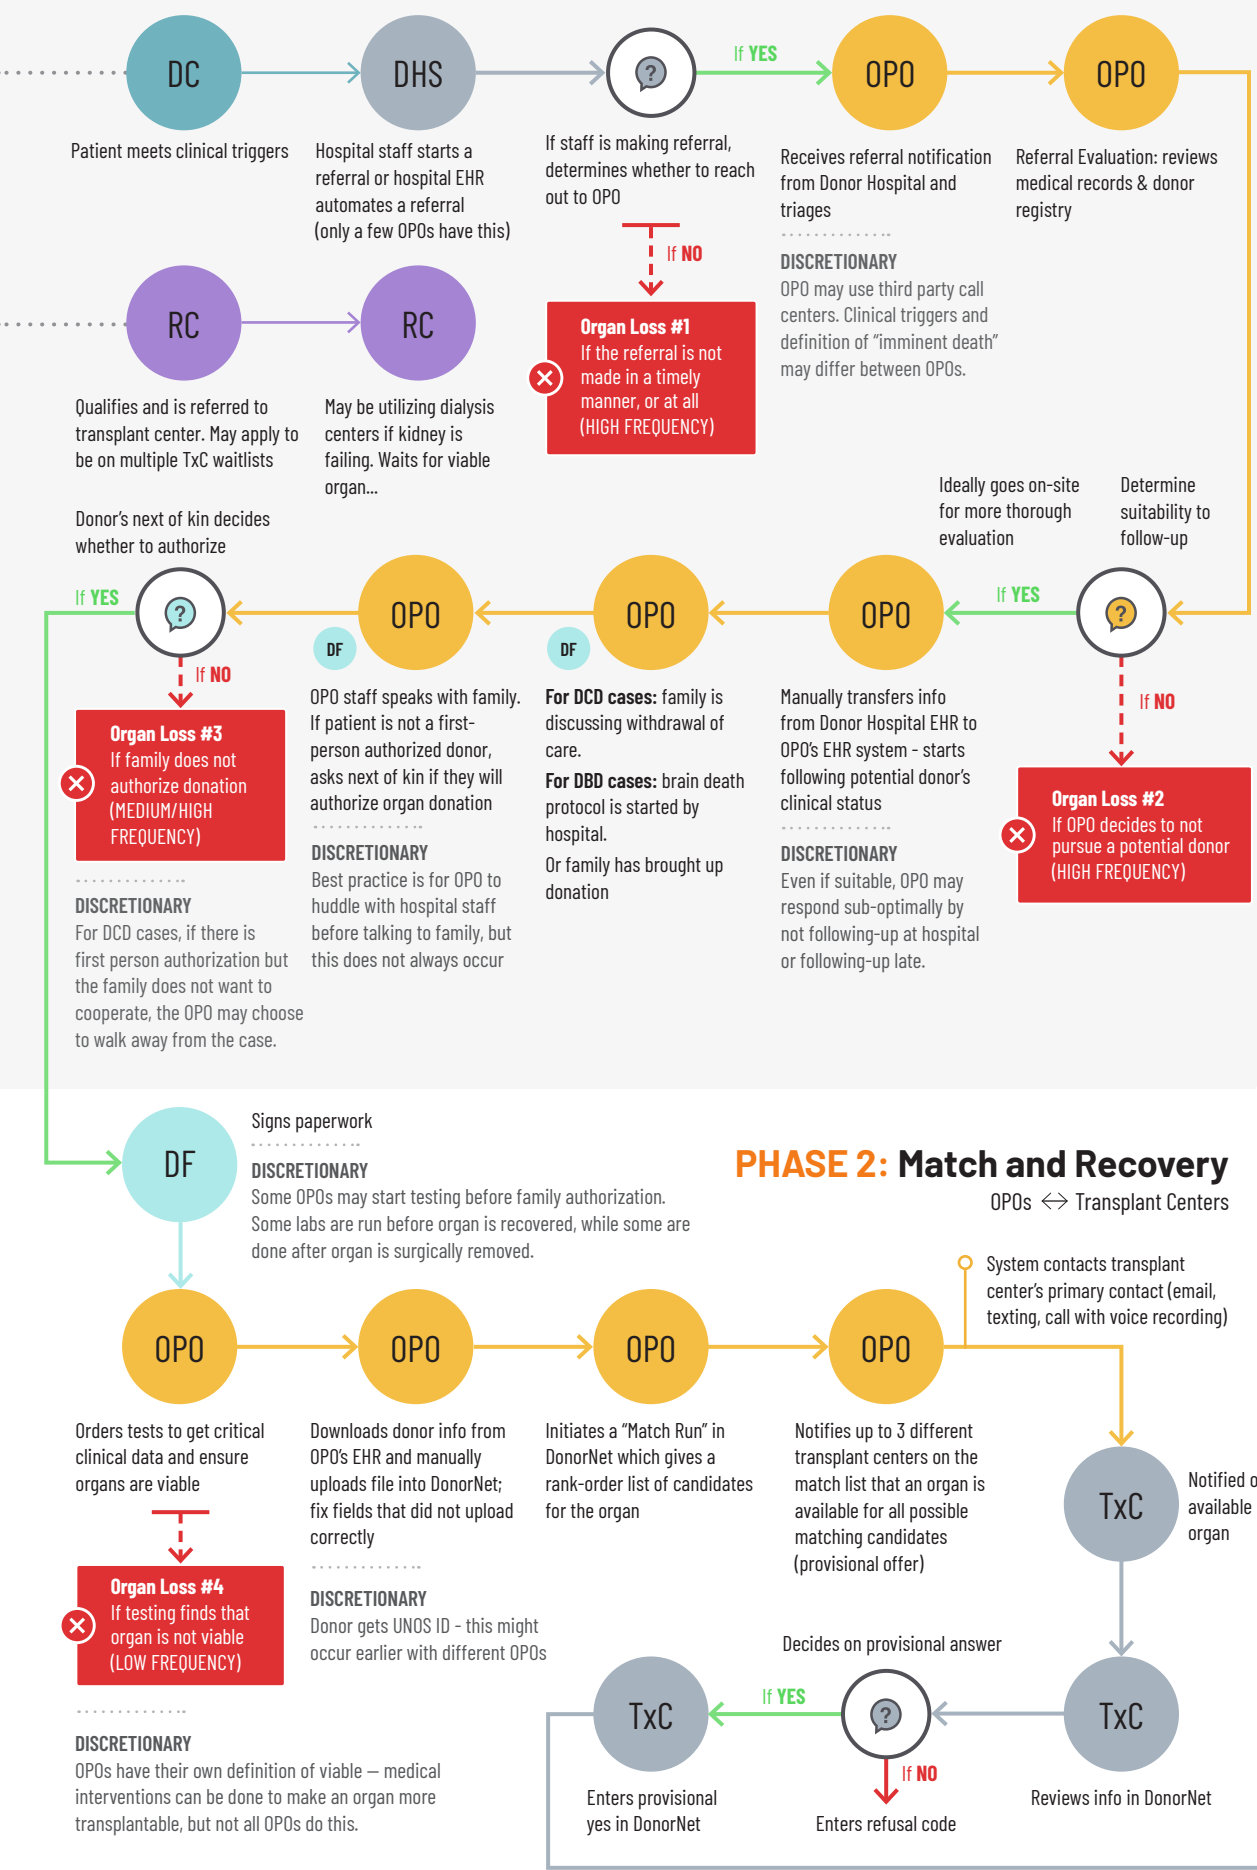 DC
DHS
?
If YES
OPO
OPO
Patient meets clinical triggers
Hospital staff starts a
referral or hospital EHR
automates a referral
(only a few OPOs have this)
If staff is making referral,
determines whether to reach
out to OPO
If NO
Organ Loss #1
If the referral is not
made in a timely
manner, or at all
(HIGH FREQUENCY)
Receives referral notification
from Donor Hospital and
triages
DISCRETIONARY
OPO may use third party call
centers. Clinical triggers and
definition of “imminent death”
may differ between OPOs.
Referral Evaluation: reviews
medical records & donor
registry
RC
RC
Qualifies and is referred to
transplant center. May apply to
be on multiple TxC waitlists
May be utilizing dialysis
centers if kidney is
failing. Waits for viable
organ...
Determine
suitability to
follow-up
?
If NO
Organ Loss #2
If OPO decides to not
pursue a potential donor
(HIGH FREQUENCY)
If YES
Ideally goes on-site
for more thorough
evaluation
OPO
Manually transfers info
from Donor Hospital EHR to
OPO’s EHR system - starts
following potential donor’s
clinical status
DISCRETIONARY
Even if suitable, OPO may
respond sub-optimally by
not following-up at hospital
or following-up late.
OPO
DF
For DCD cases: family is
discussing withdrawal of
care.
For DBD cases: brain death
protocol is started by
hospital.
Or family has brought up
donation
OPO
DF
OPO staff speaks with family.
If patient is not a first-
person authorized donor,
asks next of kin if they will
authorize organ donation
DISCRETIONARY
Best practice is for OPO to
huddle with hospital staff
before talking to family, but
this does not always occur
Donor’s next of kin decides
whether to authorize
?
If YES
If NO
Organ Loss #3
If family does not
authorize donation
(MEDIUM/HIGH
FREQUENCY)
DISCRETIONARY
For DCD cases, if there is
first person authorization but
the family does not want to
cooperate, the OPO may choose
to walk away from the case.
DF
Signs paperwork
DISCRETIONARY
Some OPOs may start testing before family authorization.
Some labs are run before organ is recovered, while some are
done after organ is surgically removed.
PHASE 2: Match and Recovery
OPOs ↔ Transplant Centers
OPO
Orders tests to get critical
clinical data and ensure
organs are viable
Organ Loss #4
If testing finds that
organ is not viable
(LOW FREQUENCY)
DISCRETIONARY
OPOs have their own definition of viable — medical
interventions can be done to make an organ more
transplantable, but not all OPOs do this.
OPO
Downloads donor info from
OPO’s EHR and manually
uploads file into DonorNet;
fix fields that did not upload
correctly
DISCRETIONARY
Donor gets UNOS ID - this might
occur earlier with different OPOs
OPO
Initiates a “Match Run” in
DonorNet which gives a
rank-order list of candidates
for the organ
OPO
Notifies up to 3 different
transplant centers on the
match list that an organ is
available for all possible
matching candidates
(provisional offer)
System contacts transplant
center’s primary contact (email,
texting, call with voice recording)
TxC
Notified o
available
organ
TxC
Reviews info in DonorNet
Decides on provisional answer
?
If NO
Enters refusal code
If YES
TxC
Enters provisional
yes in DonorNet